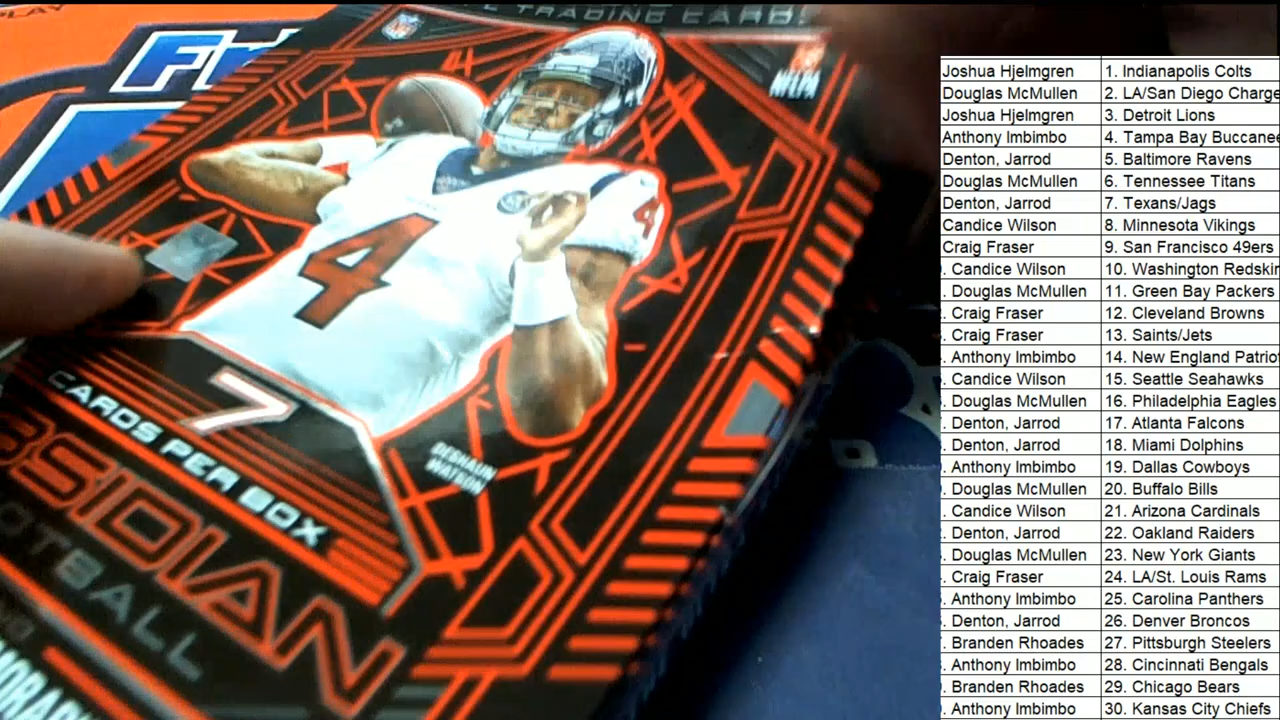 TRADING CARDS
NFL
NFLPA
4
4
7
CARDS PER BOX
DESHAUN
WATSON
Joshua Hjelmgren 1. Indianapolis Colts
Douglas McMullen 2. LA/San Diego Charge
Joshua Hjelmgren 3. Detroit Lions
Anthony Imbimbo 4. Tampa Bay Buccanee
Denton, Jarrod 5. Baltimore Ravens
Douglas McMullen 6. Tennessee Titans
Denton, Jarrod 7. Texans/Jags
Candice Wilson 8. Minnesota Vikings
Craig Fraser 9. San Francisco 49ers
. Candice Wilson 10. Washington Redskin
. Douglas McMullen 11. Green Bay Packers
Craig Fraser 12. Cleveland Browns
Craig Fraser 13. Saints/Jets
. Anthony Imbimbo 14. New England Patrio
Candice Wilson 15. Seattle Seahawks
Douglas McMullen 16. Philadelphia Eagles
Denton, Jarrod 17. Atlanta Falcons
Denton, Jarrod 18. Miami Dolphins
Anthony Imbimbo 19. Dallas Cowboys
Douglas McMullen 20. Buffalo Bills
. Candice Wilson 21. Arizona Cardinals
Denton, Jarrod 22. Oakland Raiders
Douglas McMullen 23. New York Giants
Craig Fraser 24. LA/St. Louis Rams
Anthony Imbimbo 25. Carolina Panthers
Denton, Jarrod 26. Denver Broncos
Branden Rhoades 27. Pittsburgh Steelers
Anthony Imbimbo 28. Cincinnati Bengals
Branden Rhoades 29. Chicago Bears
Anthony Imbimbo 30. Kansas City Chiefs